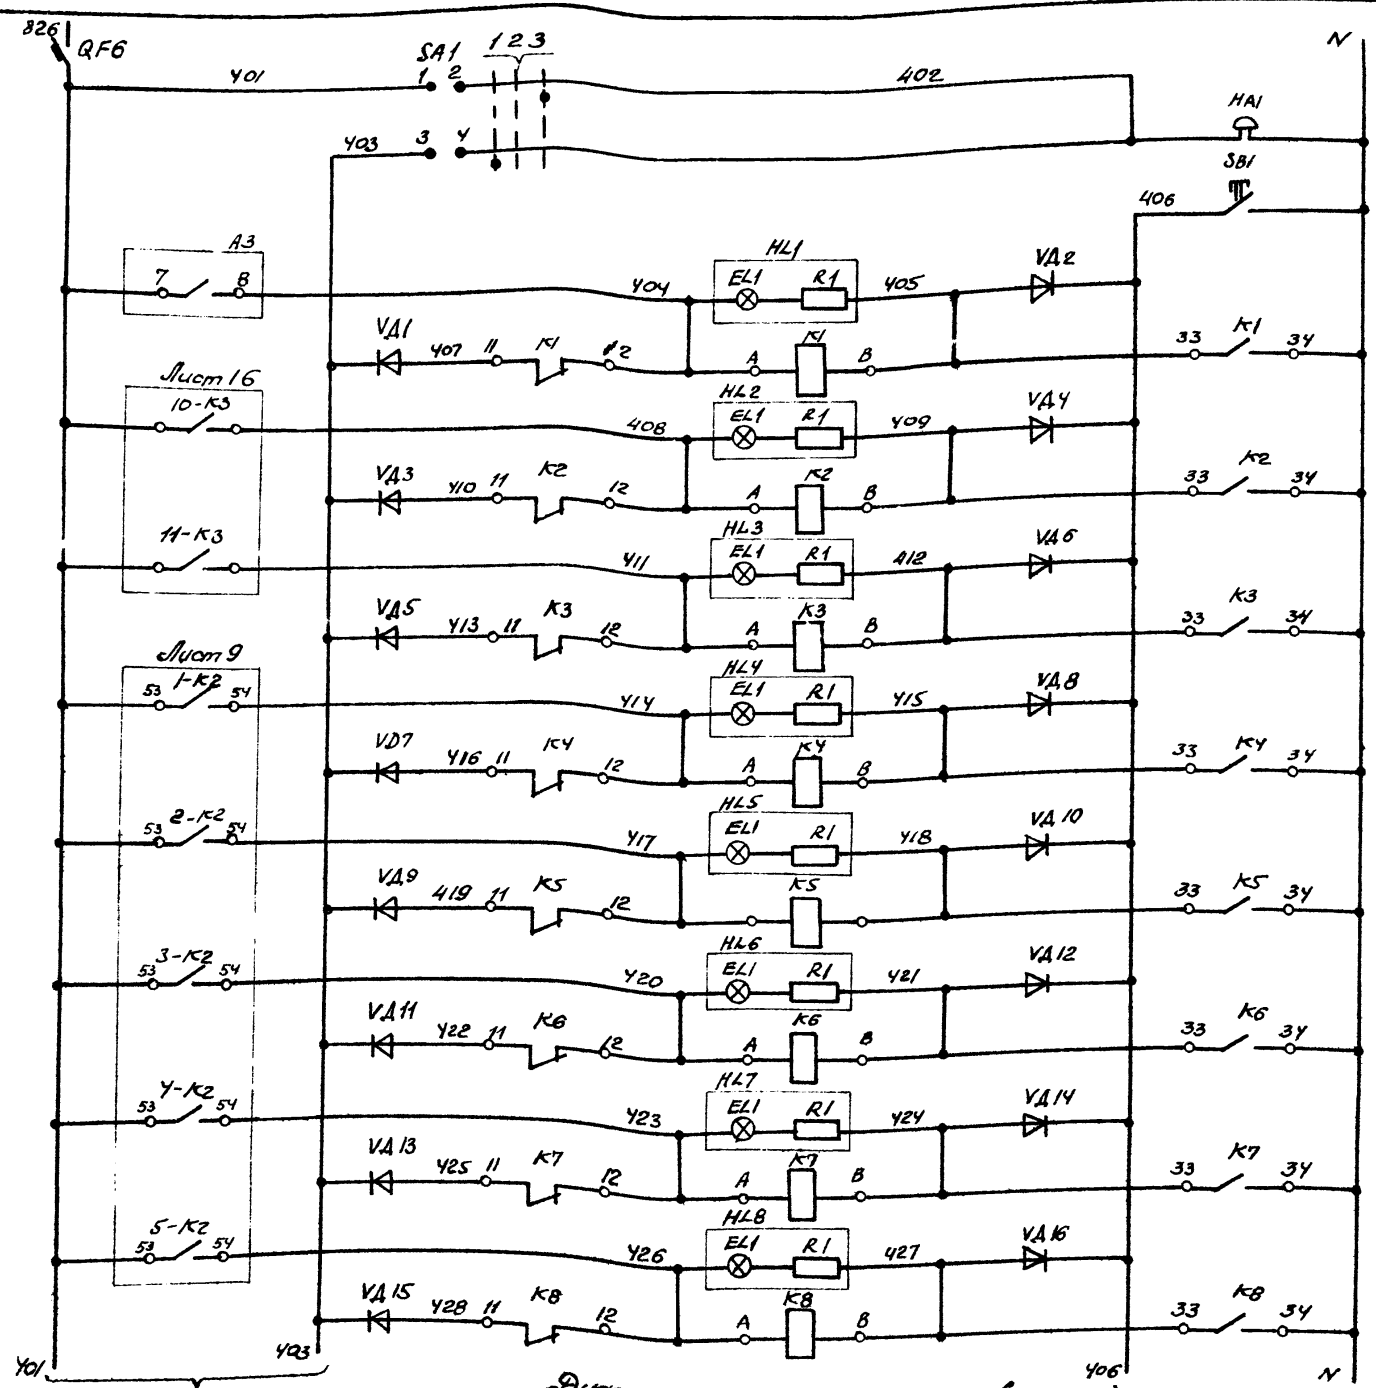 826 QF6 401 SA1 1 2 1 2 3 402 N
HA1
403 3 4
SB1
406
A3
7 8 404 HL1 EL1 R1 405 VД2
VД1 407 11 K1 12 A K1 B 33 K1 34
Лист 16
10-K3 408 HL2 EL1 R1 409 VД4
VД3 410 11 K2 12 A K2 B 33 K2 34
11-K3 411 HL3 EL1 R1 412 VД6
VД5 413 11 K3 12 A K3 B 33 K3 34
Лист 9
53 1-K2 54 414 HL4 EL1 R1 415 VД8
VD7 416 11 K4 12 A K4 B 33 K4 34
53 2-K2 54 417 HL5 EL1 R1 418 VД10
VД9 419 11 K5 12 K5 33 K5 34
53 3-K2 54 420 HL6 EL1 R1 421 VД12
VД11 422 11 K6 12 A K6 B 33 K6 34
53 4-K2 54 423 HL7 EL1 R1 424 VД14
VД13 425 11 K7 12 A K7 B 33 K7 34
53 5-K2 54 426 HL8 EL1 R1 427 VД16
VД15 428 11 K8 12 A K8 B 33 K8 34
401 403 406 N